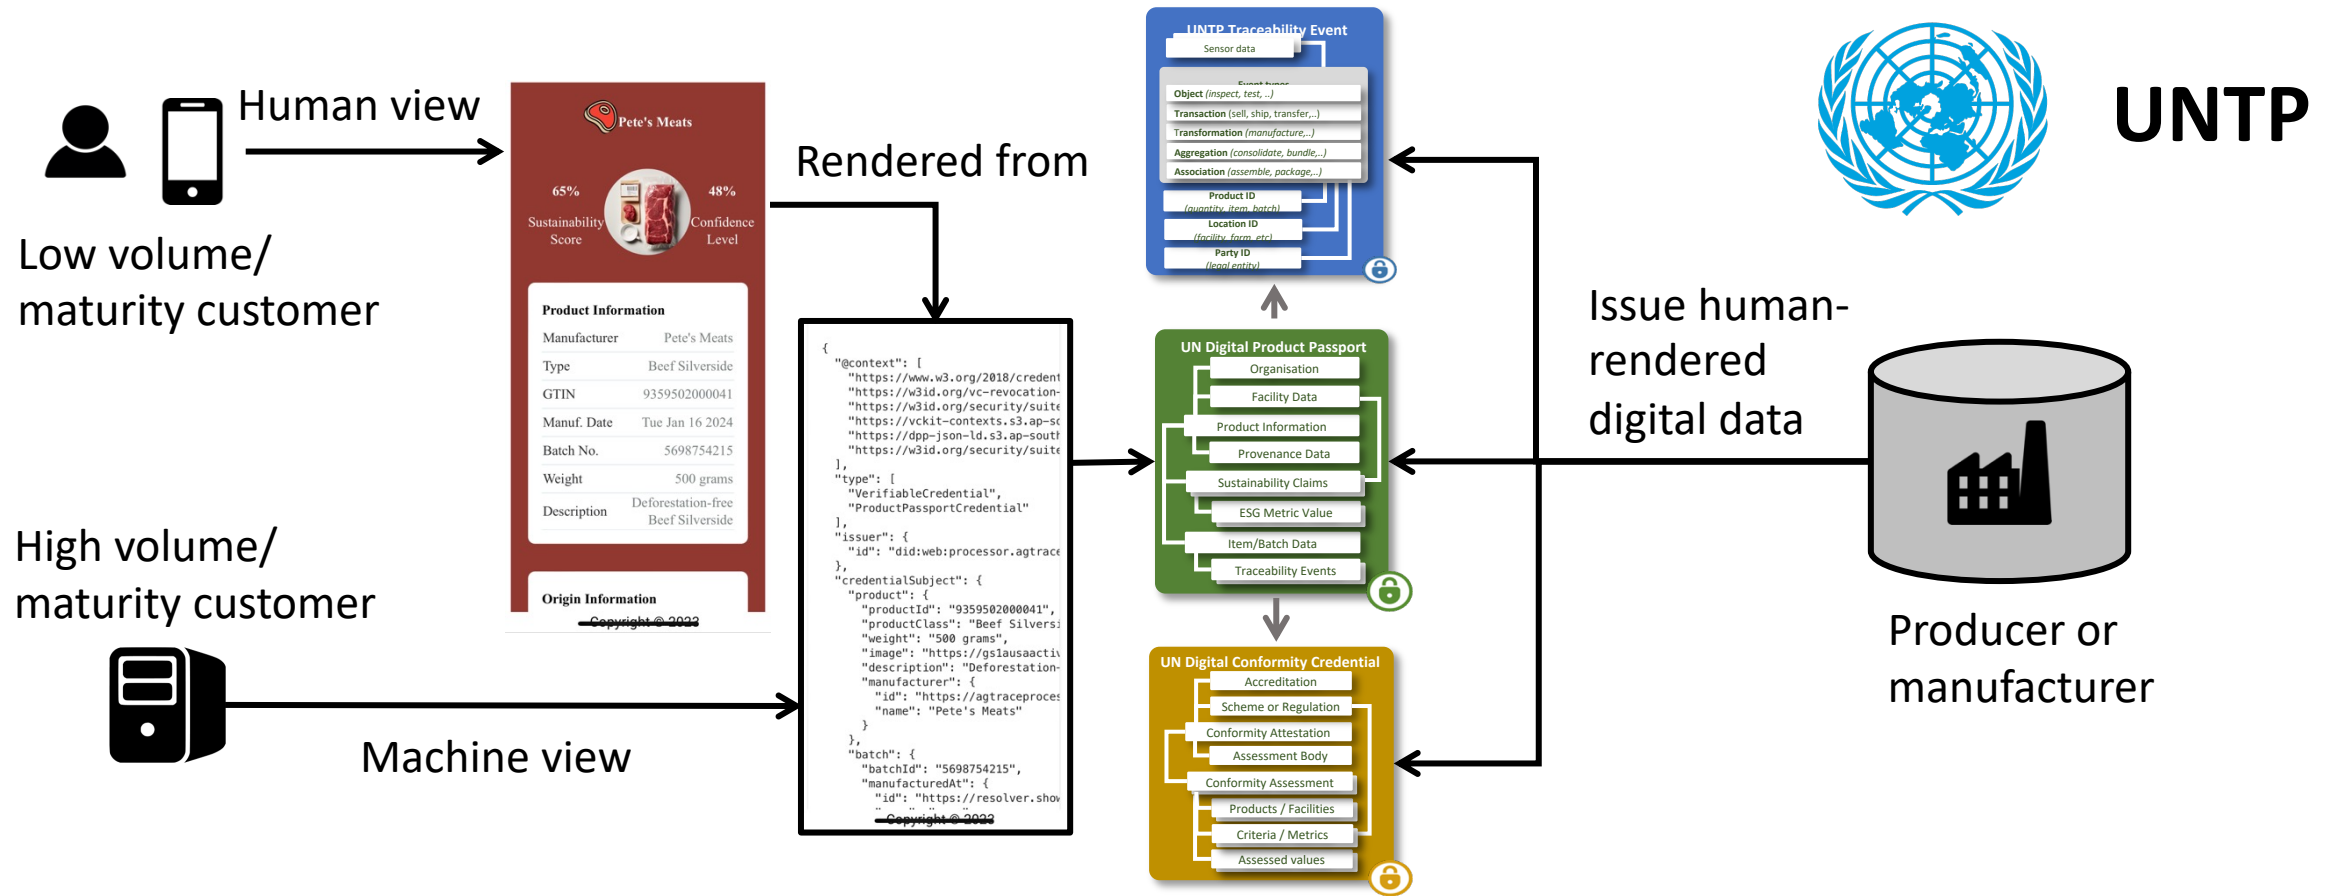 Human view
Low volume/
maturity customer
High volume/
maturity customer
Machine view
Pete's Meats
65%
Sustainability
Score
48%
Confidence
Level
Product Information
Manufacturer Pete's Meats
Type Beef Silverside
GTIN 9359502000041
Manuf. Date Tue Jan 16 2024
Batch No. 5698754215
Weight 500 grams
Description Deforestation-free
Beef Silverside
Origin Information
Copyright © 2023
Rendered from
{
"@context": [
"https://www.w3.org/2018/credent
"https://w3id.org/vc-revocation-
"https://w3id.org/security/suite
"https://vckit-contexts.s3.ap-so
"https://dpp-json-ld.s3.ap-south
"https://w3id.org/security/suite
],
"type": [
"VerifiableCredential",
"ProductPassportCredential"
],
"issuer": {
"id": "did:web:processor.agtrace
},
"credentialSubject": {
"product": {
"productId": "9359502000041",
"productClass": "Beef Silversi
"weight": "500 grams",
"image": "https://gs1ausaactiv
"description": "Deforestation-
"manufacturer": {
"id": "https://agtraceproces
"name": "Pete's Meats"
}
},
"batch": {
"batchId": "5698754215",
"manufacturedAt": {
"id": "https://resolver.show
Copyright © 2023
UNTP Traceability Event
Sensor data
Event types
Object (inspect, test, ..)
Transaction (sell, ship, transfer,..)
Transformation (manufacture,..)
Aggregation (consolidate, bundle,..)
Association (assemble, package,..)
Product ID
(quantity, item, batch)
Location ID
(facility, farm, etc)
Party ID
(legal entity)
UN Digital Product Passport
Organisation
Facility Data
Product Information
Provenance Data
Sustainability Claims
ESG Metric Value
Item/Batch Data
Traceability Events
UN Digital Conformity Credential
Accreditation
Scheme or Regulation
Conformity Attestation
Assessment Body
Conformity Assessment
Products / Facilities
Criteria / Metrics
Assessed values
UNTP
Issue human-
rendered
digital data
Producer or
manufacturer